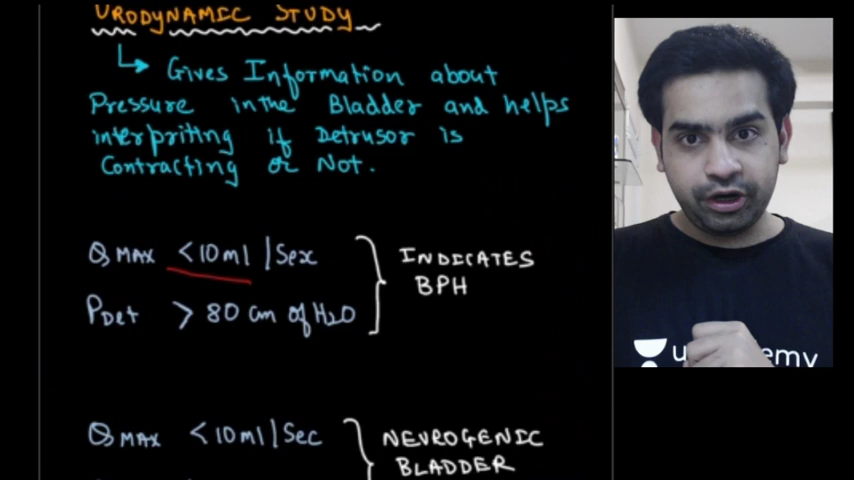 URODYNAMIC STUDY
Gives Information about
Pressure in the Bladder and helps
interpriting if Detrusor is
Contracting or Not.
QMAX <10ml/Sex
PDet > 80 cm of H2O
INDICATES
BPH
QMAX <10ml/Sec
NEUROGENIC
BLADDER